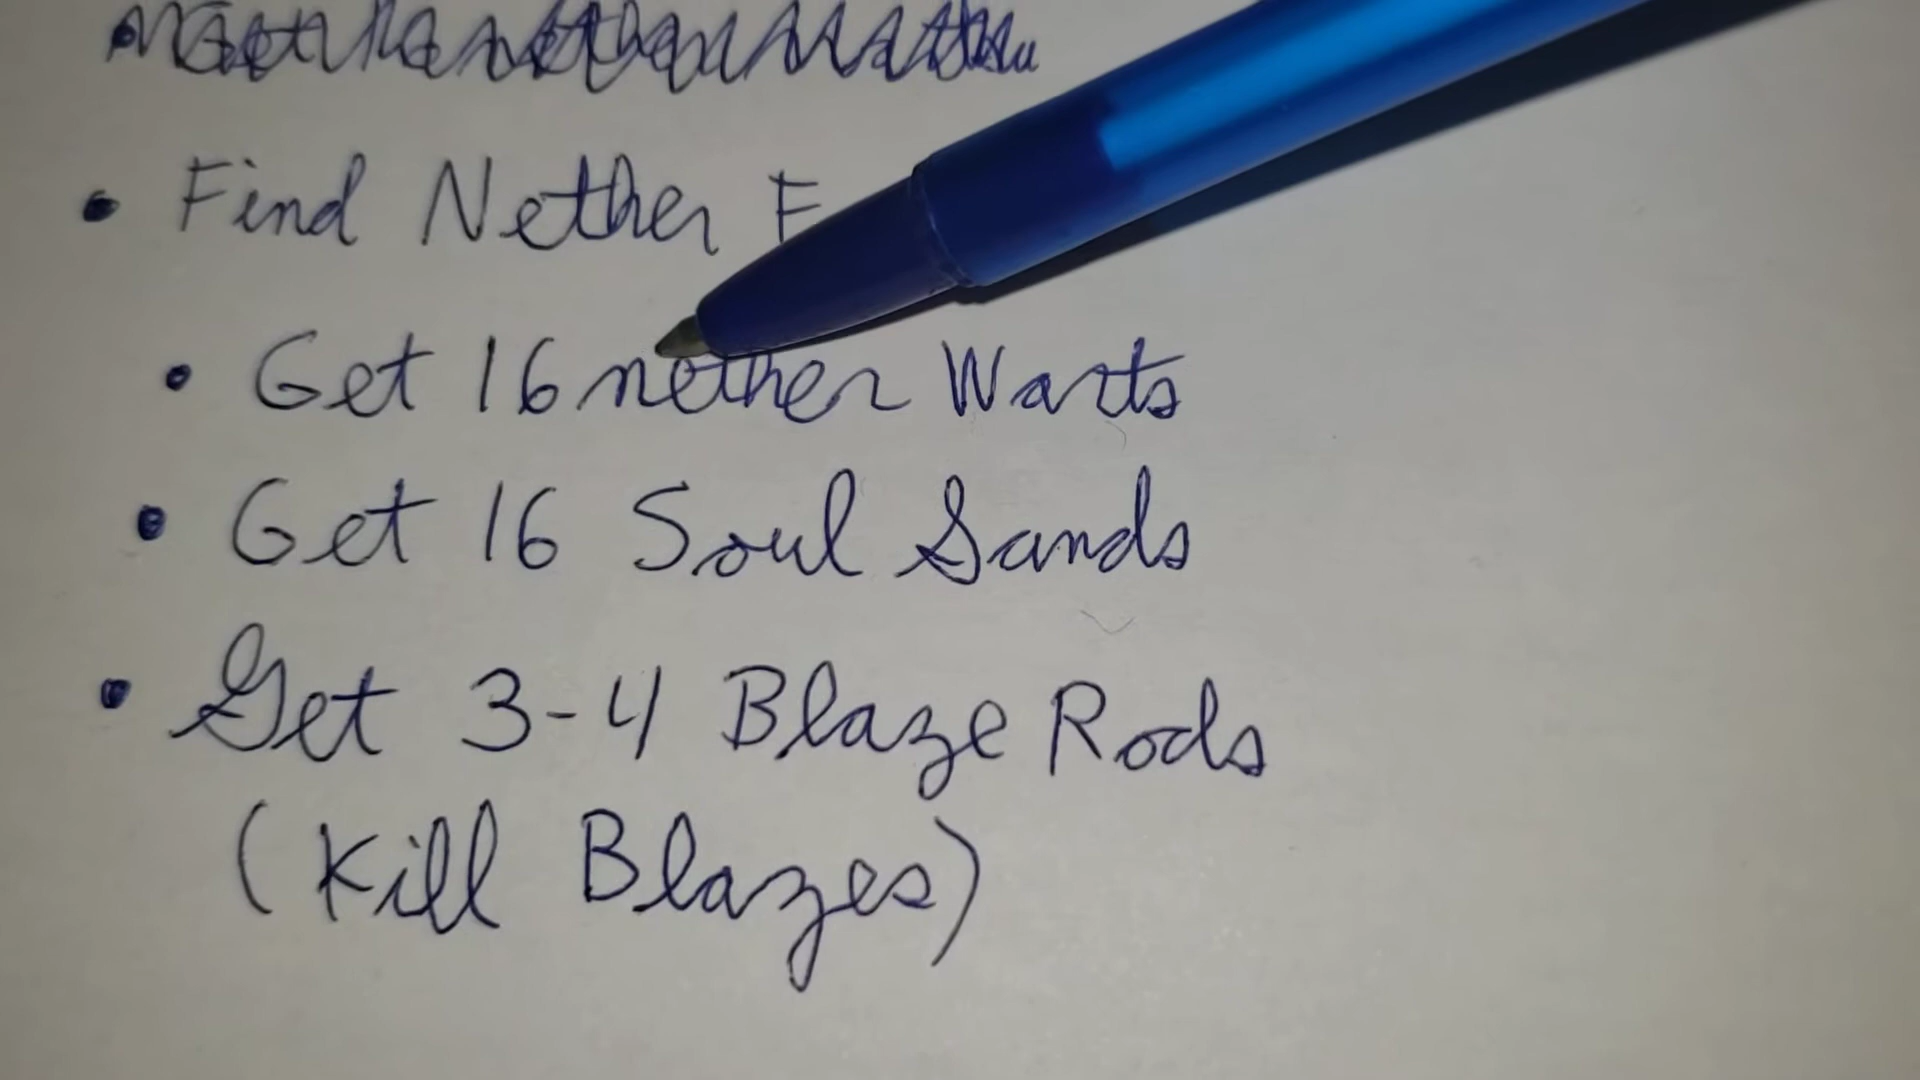 • Find Nether F
• Get 16 nether Warts
• Get 16 Soul Sands
• Get 3-4 Blaze Rods
(Kill Blazes)